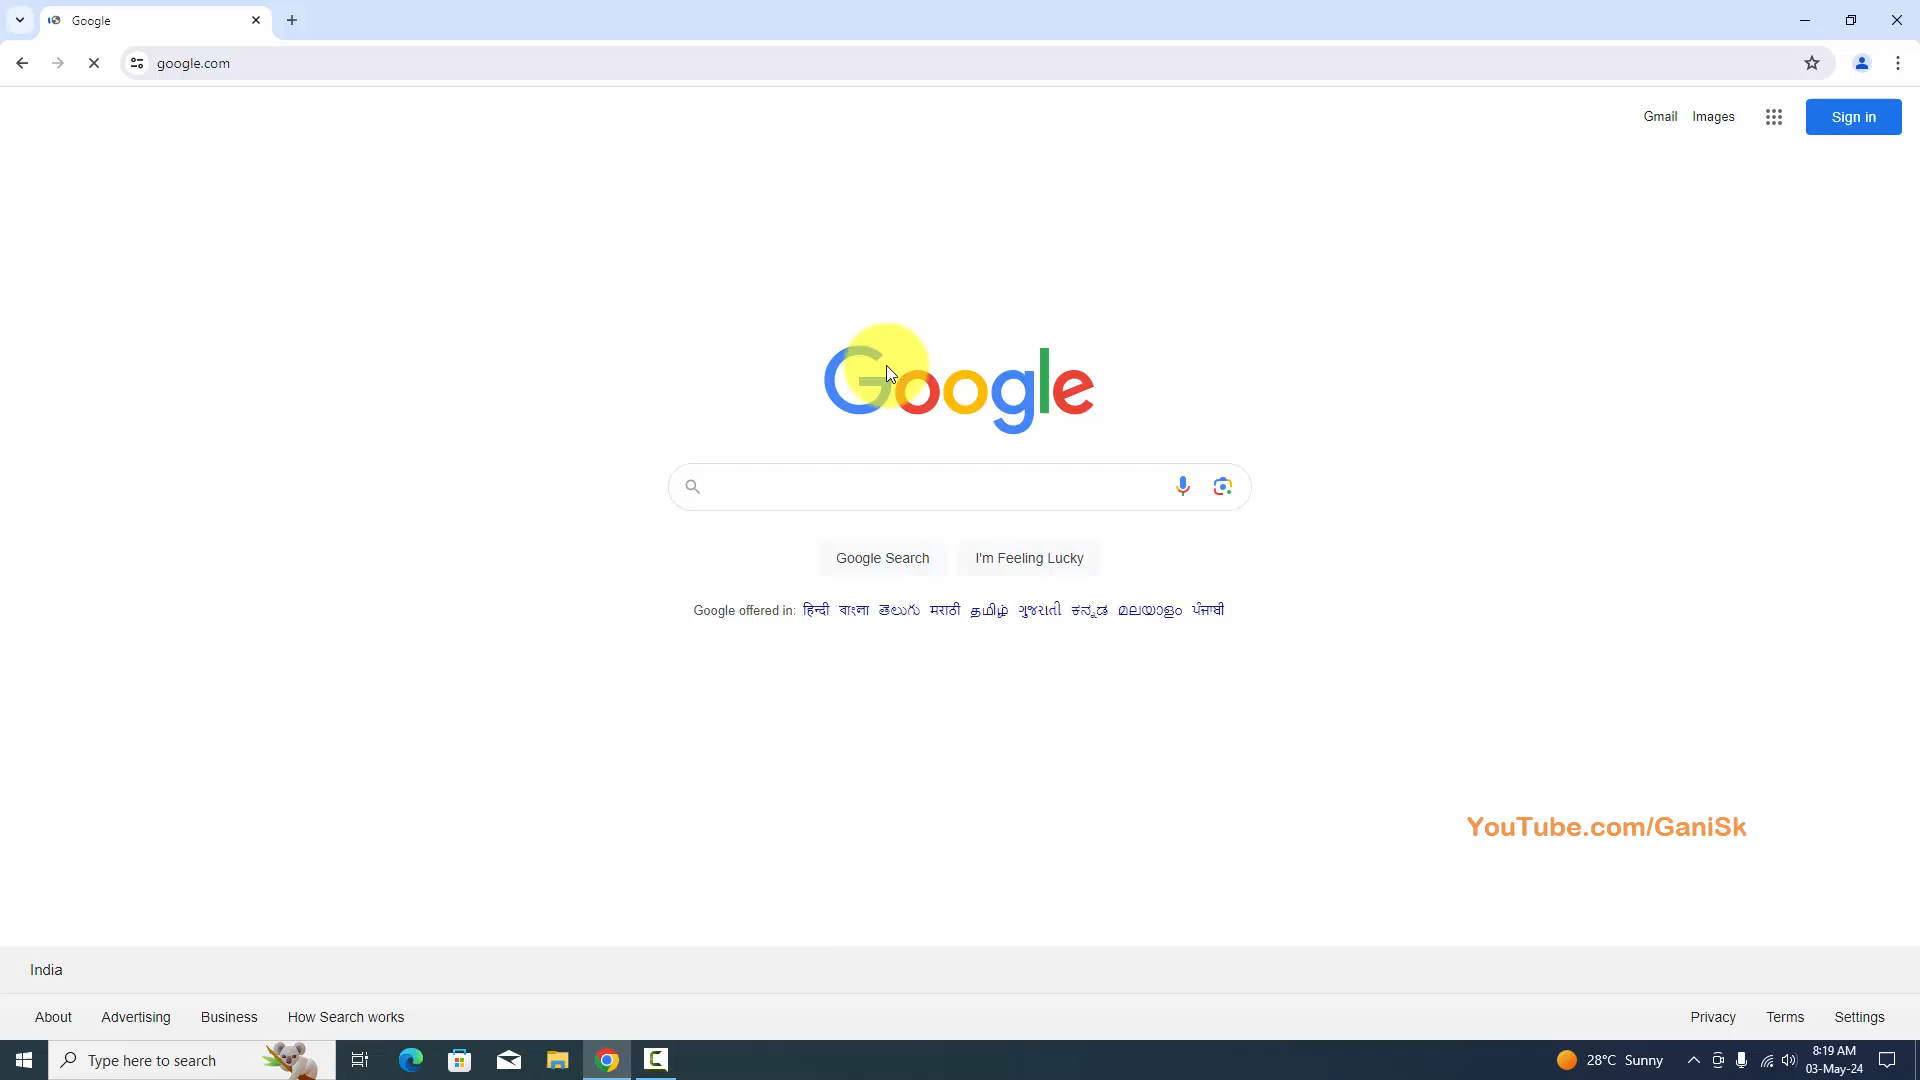 Google
google.com
Gmail Images Sign in
Google
Google Search I'm Feeling Lucky
Google offered in: हिन्दी বাংলা తెలుగు मराठी தமிழ் ગુજરાતી ಕನ್ನಡ മലയാളം ਪੰਜਾਬੀ
YouTube.com/GaniSk
India
About Advertising Business How Search works Privacy Terms Settings
Type here to search 28°C Sunny 8:19 AM
03-May-24